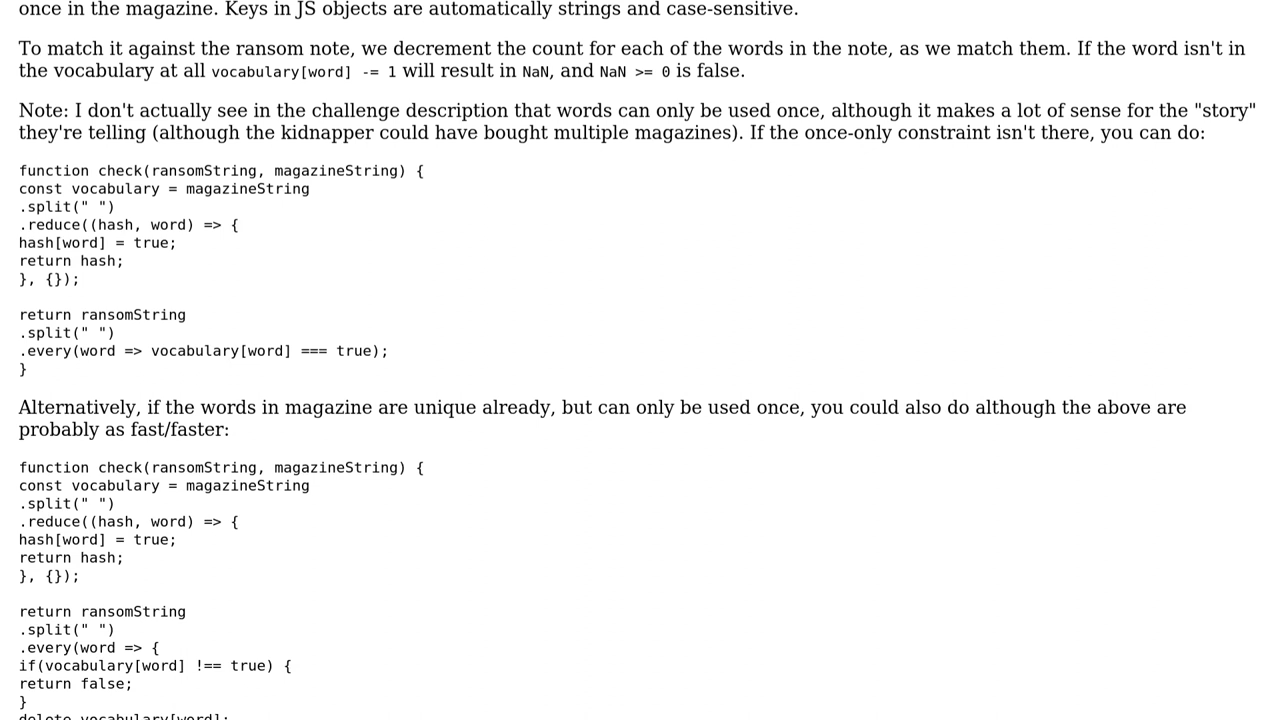 once in the magazine. Keys in JS objects are automatically strings and case-sensitive.
To match it against the ransom note, we decrement the count for each of the words in the note, as we match them. If the word isn't in
the vocabulary at all vocabulary[word] -= 1 will result in NaN, and NaN >= 0 is false.
Note: I don't actually see in the challenge description that words can only be used once, although it makes a lot of sense for the "story"
they're telling (although the kidnapper could have bought multiple magazines). If the once-only constraint isn't there, you can do:
function check(ransomString, magazineString) {
const vocabulary = magazineString
.split(" ")
.reduce((hash, word) => {
hash[word] = true;
return hash;
}, {});
return ransomString
.split(" ")
.every(word => vocabulary[word] === true);
}
Alternatively, if the words in magazine are unique already, but can only be used once, you could also do although the above are
probably as fast/faster:
function check(ransomString, magazineString) {
const vocabulary = magazineString
.split(" ")
.reduce((hash, word) => {
hash[word] = true;
return hash;
}, {});
return ransomString
.split(" ")
.every(word => {
if(vocabulary[word] !== true) {
return false;
}
delete vocabulary[word];